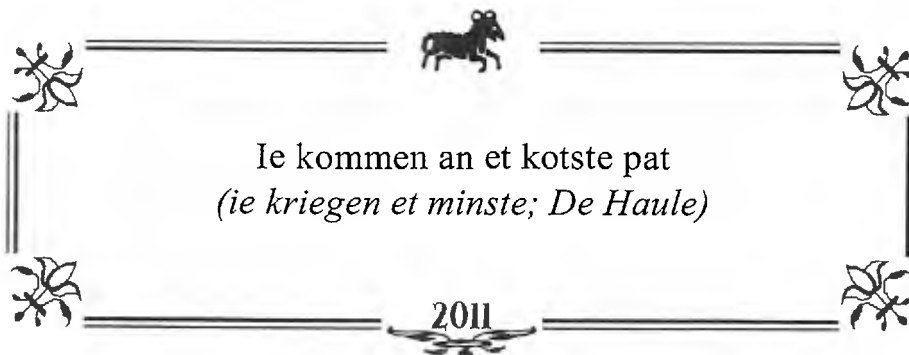 Ie kommen an et kotste pat
(ie kriegen et minste; De Haule)
2011